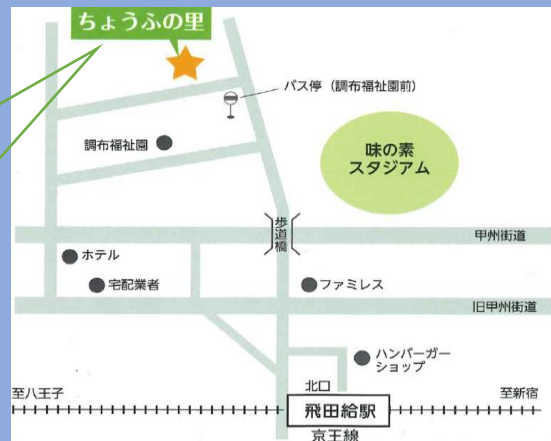 ちょうふの里
バス停（調布福祉園前）
調布福祉園
味の素
スタジアム
歩道橋
甲州街道
ホテル
宅配業者
ファミレス
旧甲州街道
ハンバーガー
ショップ
北口
至八王子
至新宿
飛田給駅
京王線